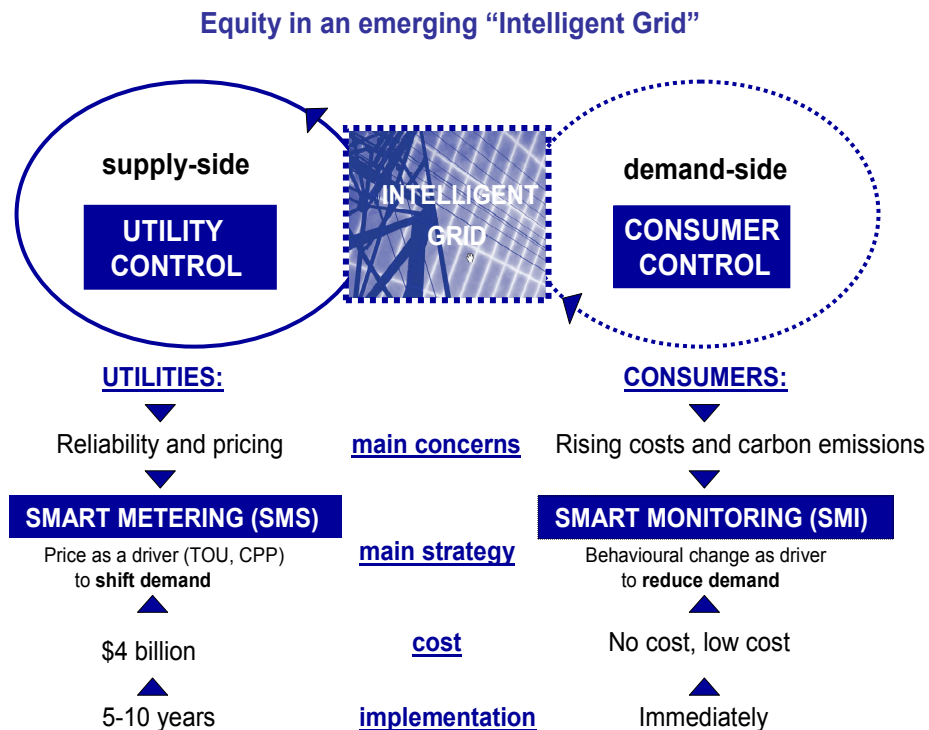 Equity in an emerging “Intelligent Grid”
supply-side
UTILITY
CONTROL
INTELLIGENT
GRID
demand-side
CONSUMER
CONTROL
UTILITIES:
CONSUMERS:
Reliability and pricing
main concerns
Rising costs and carbon emissions
SMART METERING (SMS)
SMART MONITORING (SMI)
Price as a driver (TOU, CPP)
to shift demand
main strategy
Behavioural change as driver
to reduce demand
$4 billion
cost
No cost, low cost
5-10 years
implementation
Immediately